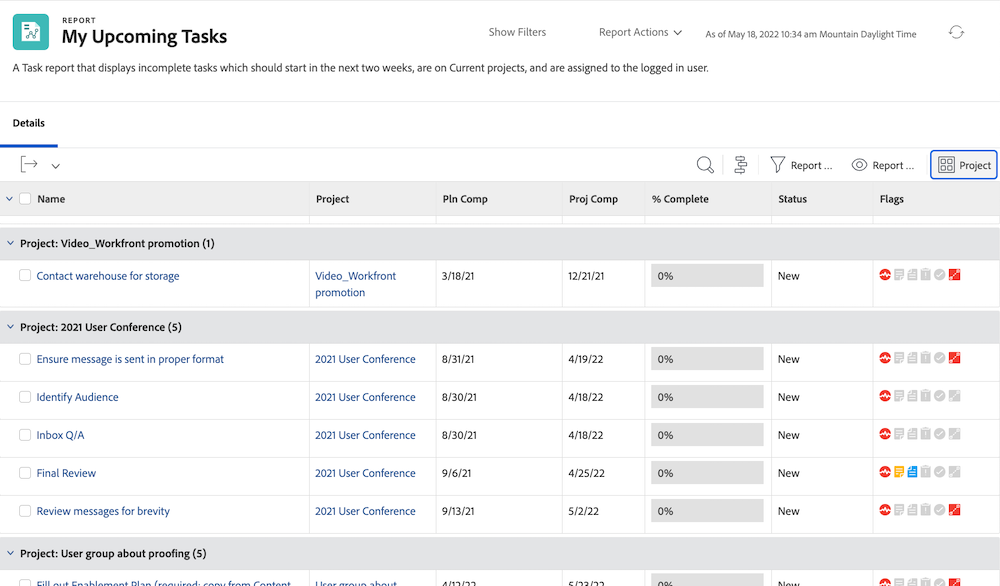 REPORT
My Upcoming Tasks
Show Filters
Report Actions
As of May 18, 2022 10:34 am Mountain Daylight Time
A Task report that displays incomplete tasks which should start in the next two weeks, are on Current projects, and are assigned to the logged in user.
Details
Report ...
Report ...
Project
Name Project Pln Comp Proj Comp % Complete Status Flags
Project: Video_Workfront promotion (1)
Contact warehouse for storage Video_Workfront 3/18/21 12/21/21 0% New
promotion
Project: 2021 User Conference (5)
Ensure message is sent in proper format 2021 User Conference 8/31/21 4/19/22 0% New
Identify Audience 2021 User Conference 8/30/21 4/18/22 0% New
Inbox Q/A 2021 User Conference 8/30/21 4/18/22 0% New
Final Review 2021 User Conference 9/6/21 4/25/22 0% New
Review messages for brevity 2021 User Conference 9/13/21 5/2/22 0% New
Project: User group about proofing (5)
Fill out Enablement Plan (required: copy from Content User group about 4/12/22 5/23/22 0% New